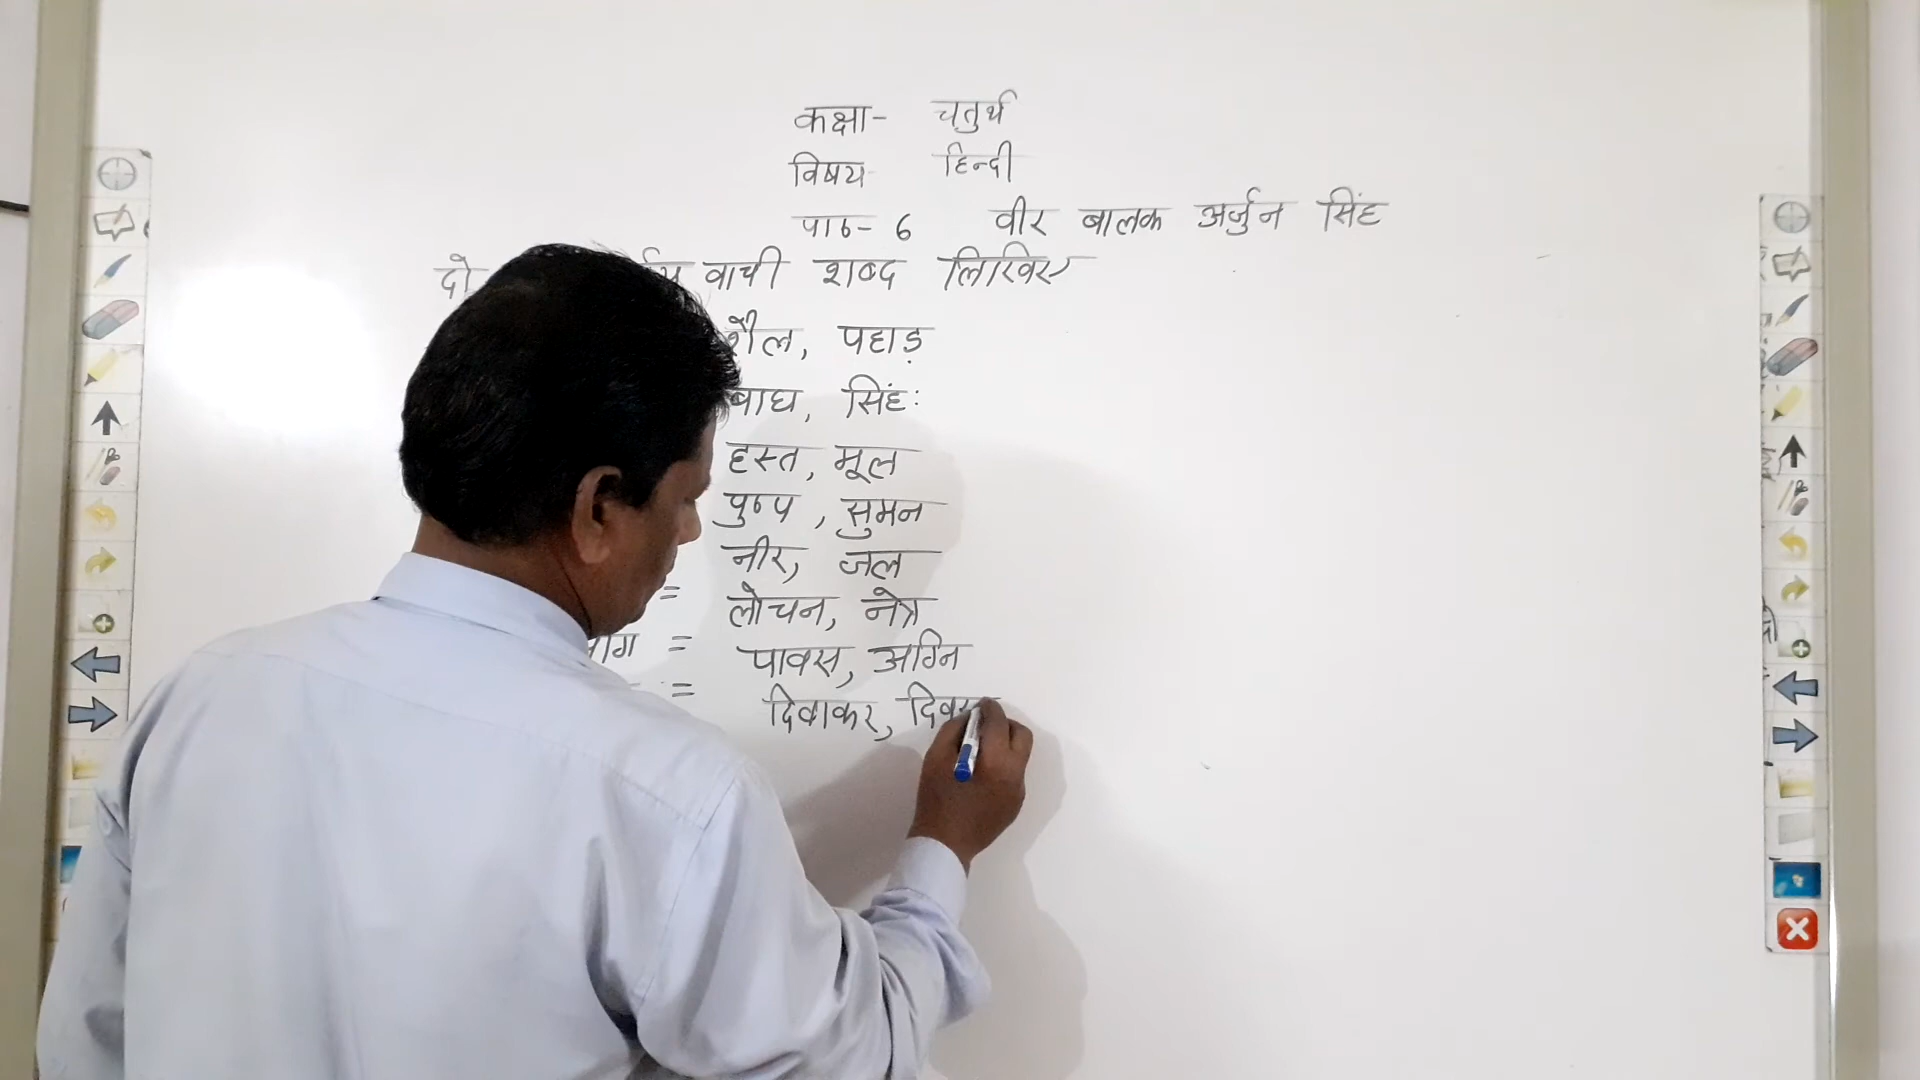 कक्षा- चतुर्थ
विषय हिन्दी
पाठ- 6 वीर बालक अर्जुन सिंह
दो वाची शब्द लिखिए
शैल, पहाड़
बाघ, सिंह:
हस्त, मूल
पुष्प, सुमन
नीर, जल
= लोचन, नेत्र
= पावस, अग्नि
= दिवाकर,